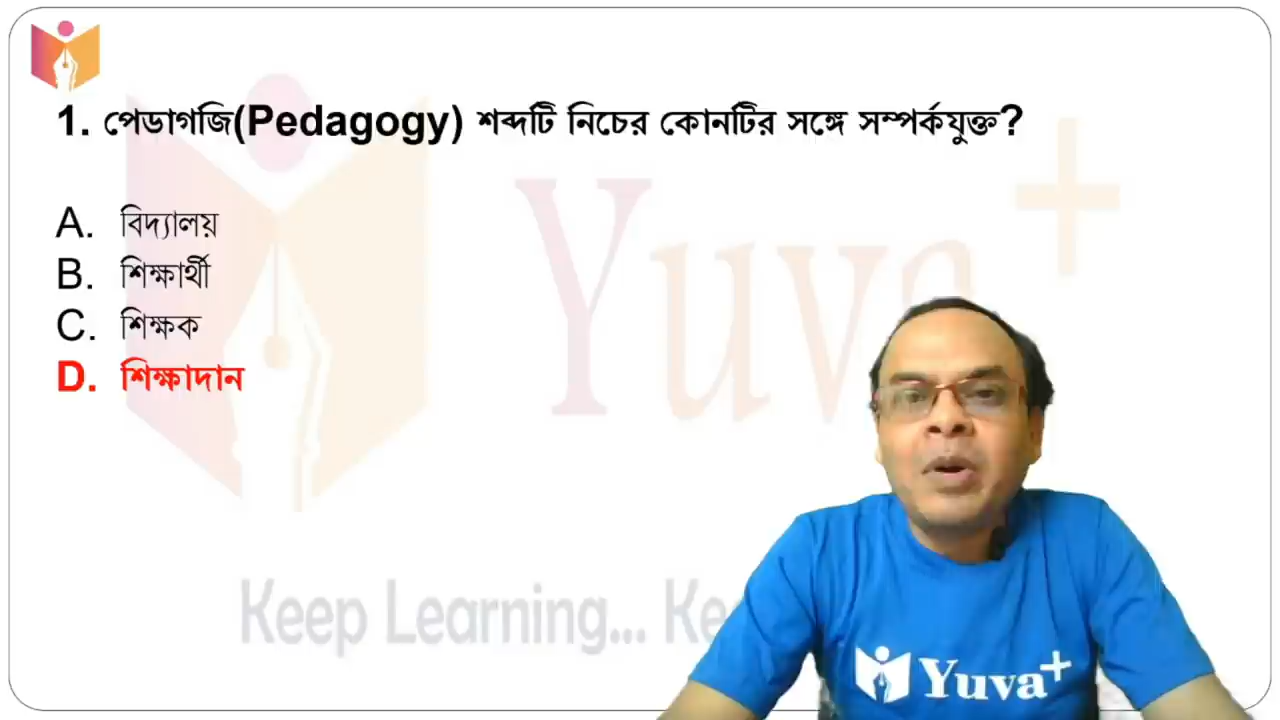 1. পেডাগজি(Pedagogy) শব্দটি নিচের কোনটির সঙ্গে সম্পর্কযুক্ত?
A. বিদ্যালয়
B. শিক্ষার্থী
C. শিক্ষক
D. শিক্ষাদান
Yuva+
Keep Learning... Ke
Yuva+